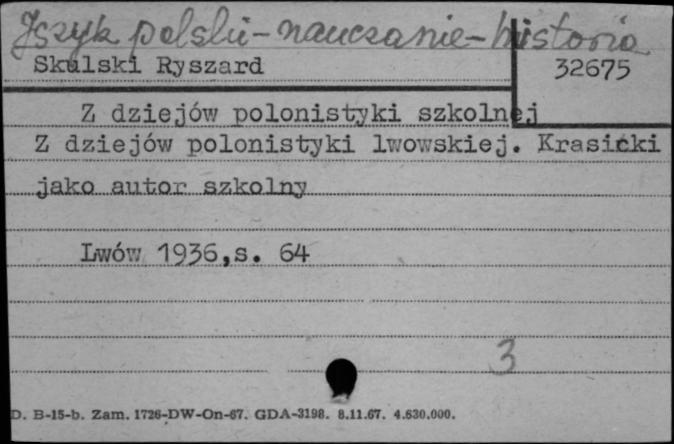 Język polski - nauczanie - historia
Skulski Ryszard
32675
Z dziejów polonistyki szkolnej
Z dziejów polonistyki lwowskiej. Krasicki
jako autor szkolny
Lwów 1936,s. 64
3
D. B-15-b. Zam. 1726-DW-On-67. GDA-3198. 8.11.67. 4.630.000.